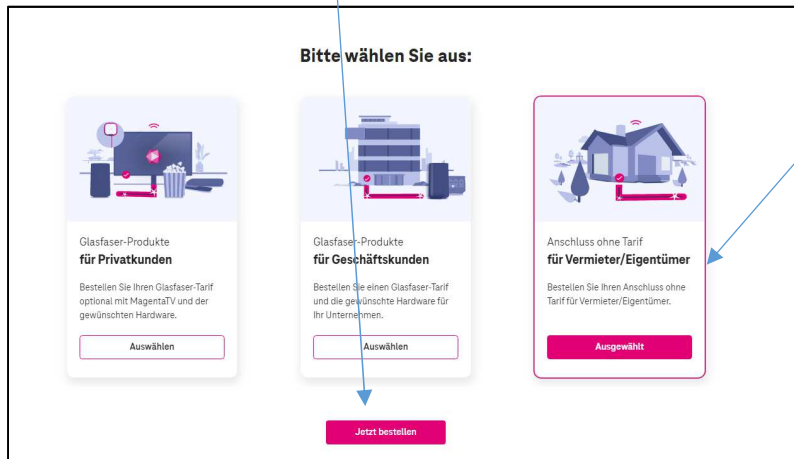 Bitte wählen Sie aus:
Glasfaser-Produkte
für Privatkunden
Bestellen Sie Ihren Glasfaser-Tarif
optional mit MagentaTV und der
gewünschten Hardware.
Auswählen
Glasfaser-Produkte
für Geschäftskunden
Bestellen Sie einen Glasfaser-Tarif
und die gewünschte Hardware für
Ihr Unternehmen.
Auswählen
Anschluss ohne Tarif
für Vermieter/Eigentümer
Bestellen Sie Ihren Anschluss ohne
Tarif für Vermieter/Eigentümer.
Ausgewählt
Jetzt bestellen